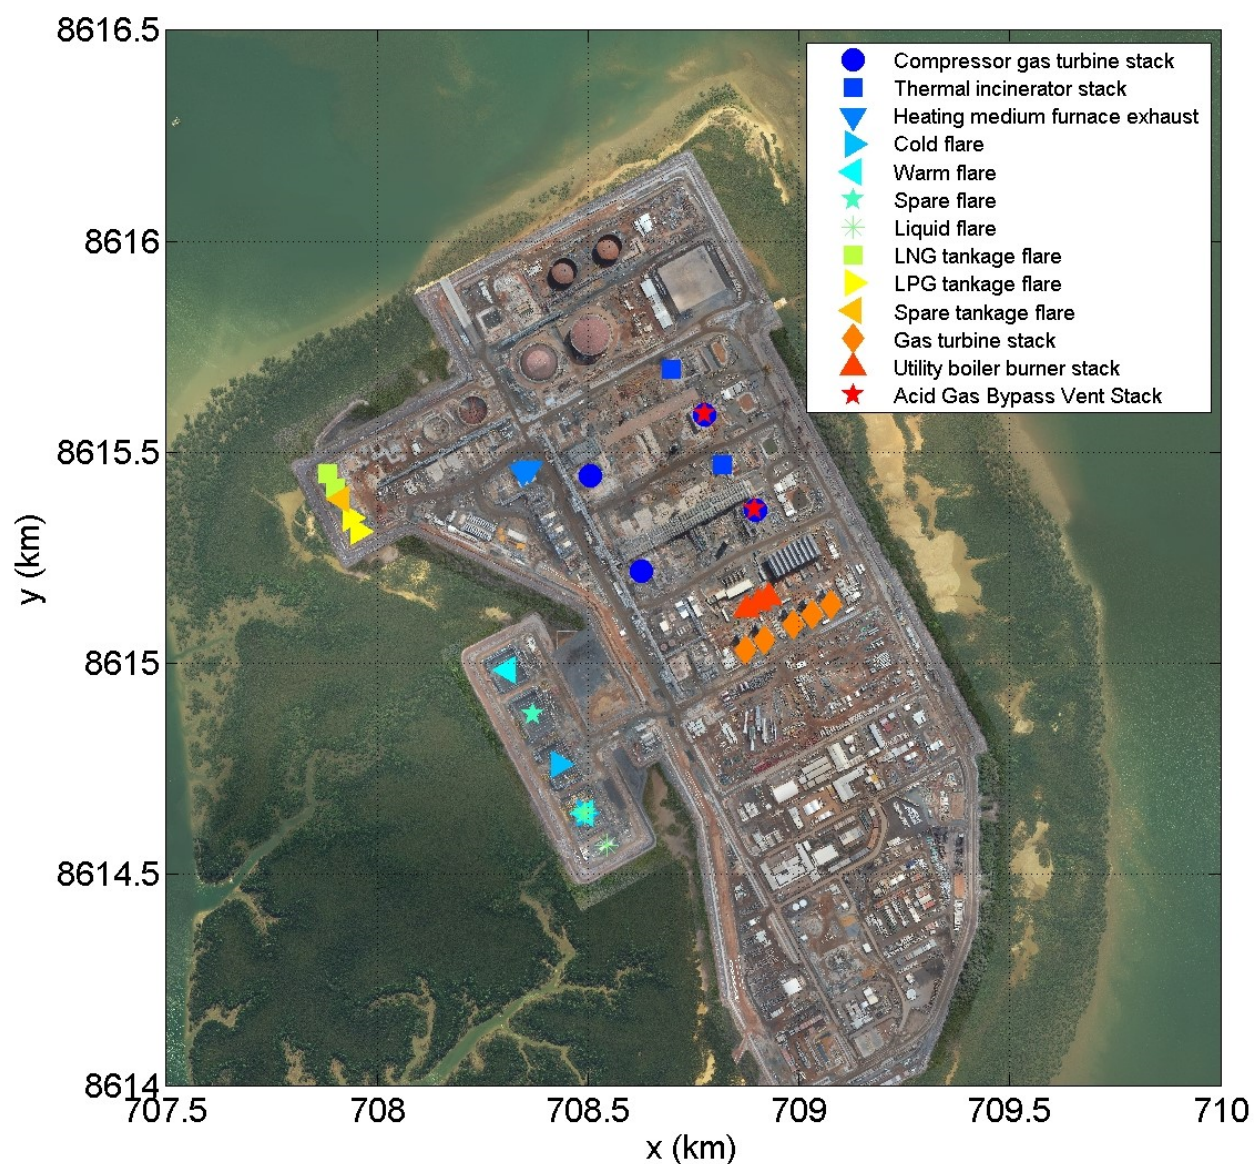 8616.5
8616
8615.5
8615
8614.5
8614
707.5
708
708.5
709
709.5
710
x (km)
y (km)
Compressor gas turbine stack
Thermal incinerator stack
Heating medium furnace exhaust
Cold flare
Warm flare
Spare flare
Liquid flare
LNG tankage flare
LPG tankage flare
Spare tankage flare
Gas turbine stack
Utility boiler burner stack
Acid Gas Bypass Vent Stack